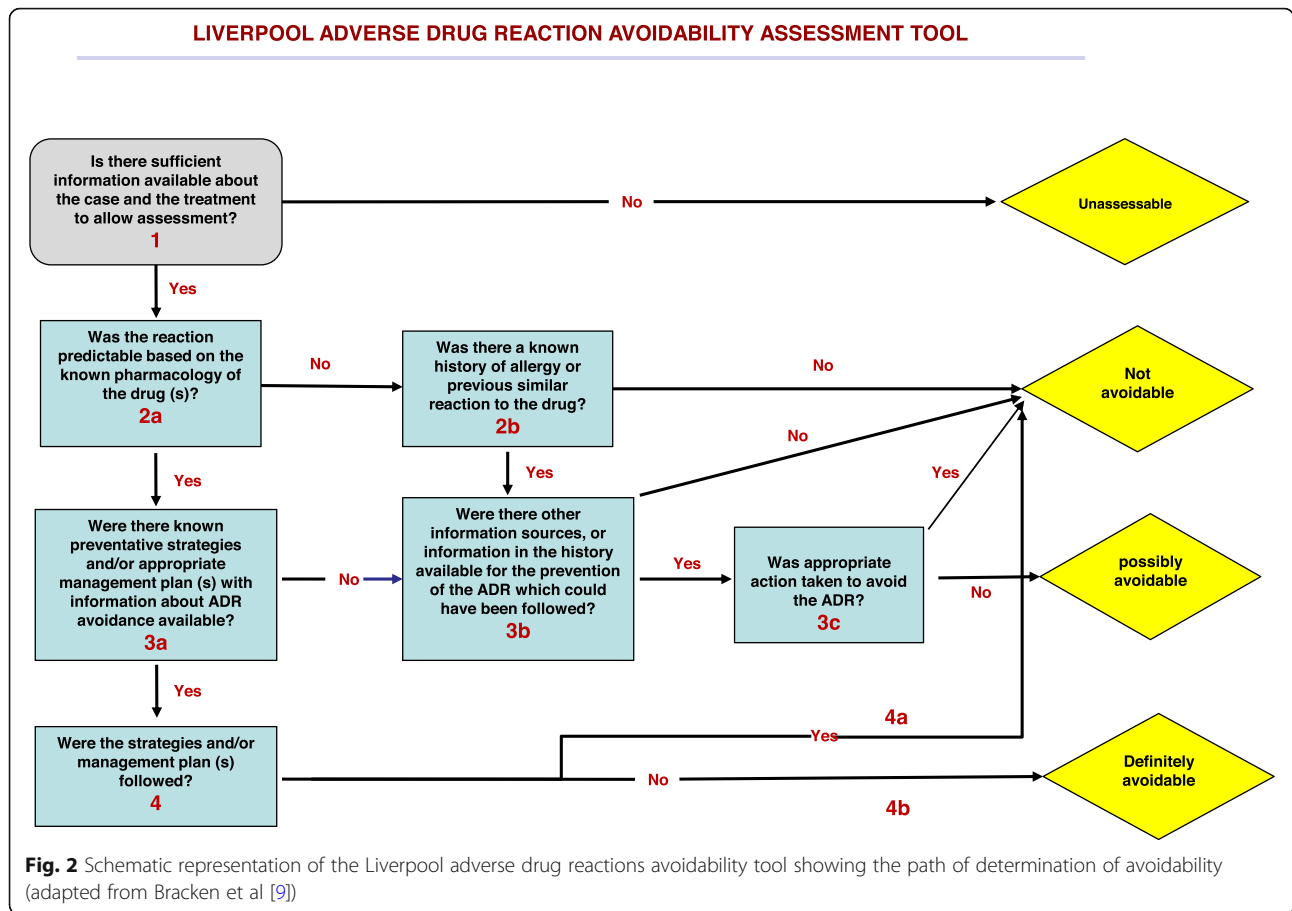 LIVERPOOL ADVERSE DRUG REACTION AVOIDABILITY ASSESSMENT TOOL
Is there sufficient
information available about
the case and the treatment
to allow assessment?
1
No
Unassessable
Yes
Was the reaction
predictable based on the
known pharmacology of
the drug (s)?
2a
No
Was there a known
history of allergy or
previous similar
reaction to the drug?
2b
No
Not
avoidable
Yes
Yes
No
Yes
Were there known
preventative strategies
and/or appropriate
management plan (s) with
information about ADR
avoidance available?
3a
No
Were there other
information sources, or
information in the history
available for the prevention
of the ADR which could
have been followed?
3b
Yes
Was appropriate
action taken to avoid
the ADR?
3c
No
possibly
avoidable
Yes
Were the strategies and/or
management plan (s)
followed?
4
4a
Yes
No
4b
Definitely
avoidable
Fig. 2 Schematic representation of the Liverpool adverse drug reactions avoidability tool showing the path of determination of avoidability
(adapted from Bracken et al [9])